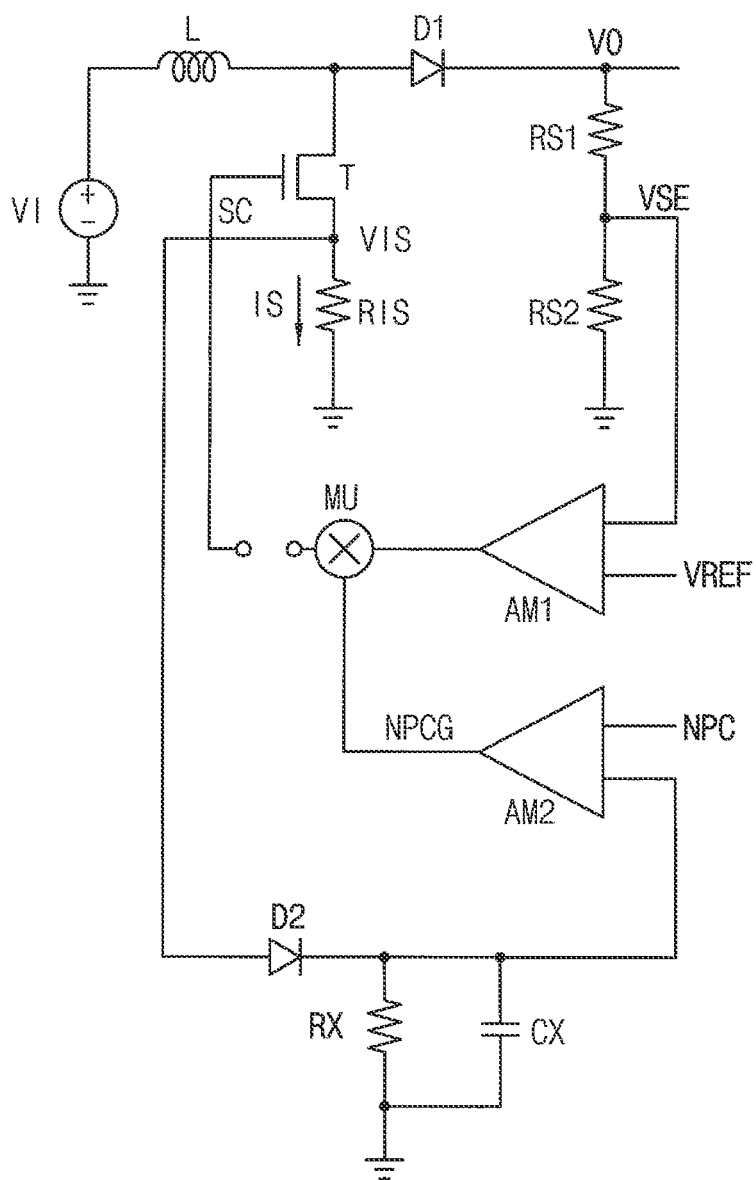 L
D1
VO
RS1
T
VI
SC
VSE
VIS
IS
RIS
RS2
MU
VREF
AM1
NPCG
NPC
AM2
D2
RX
CX